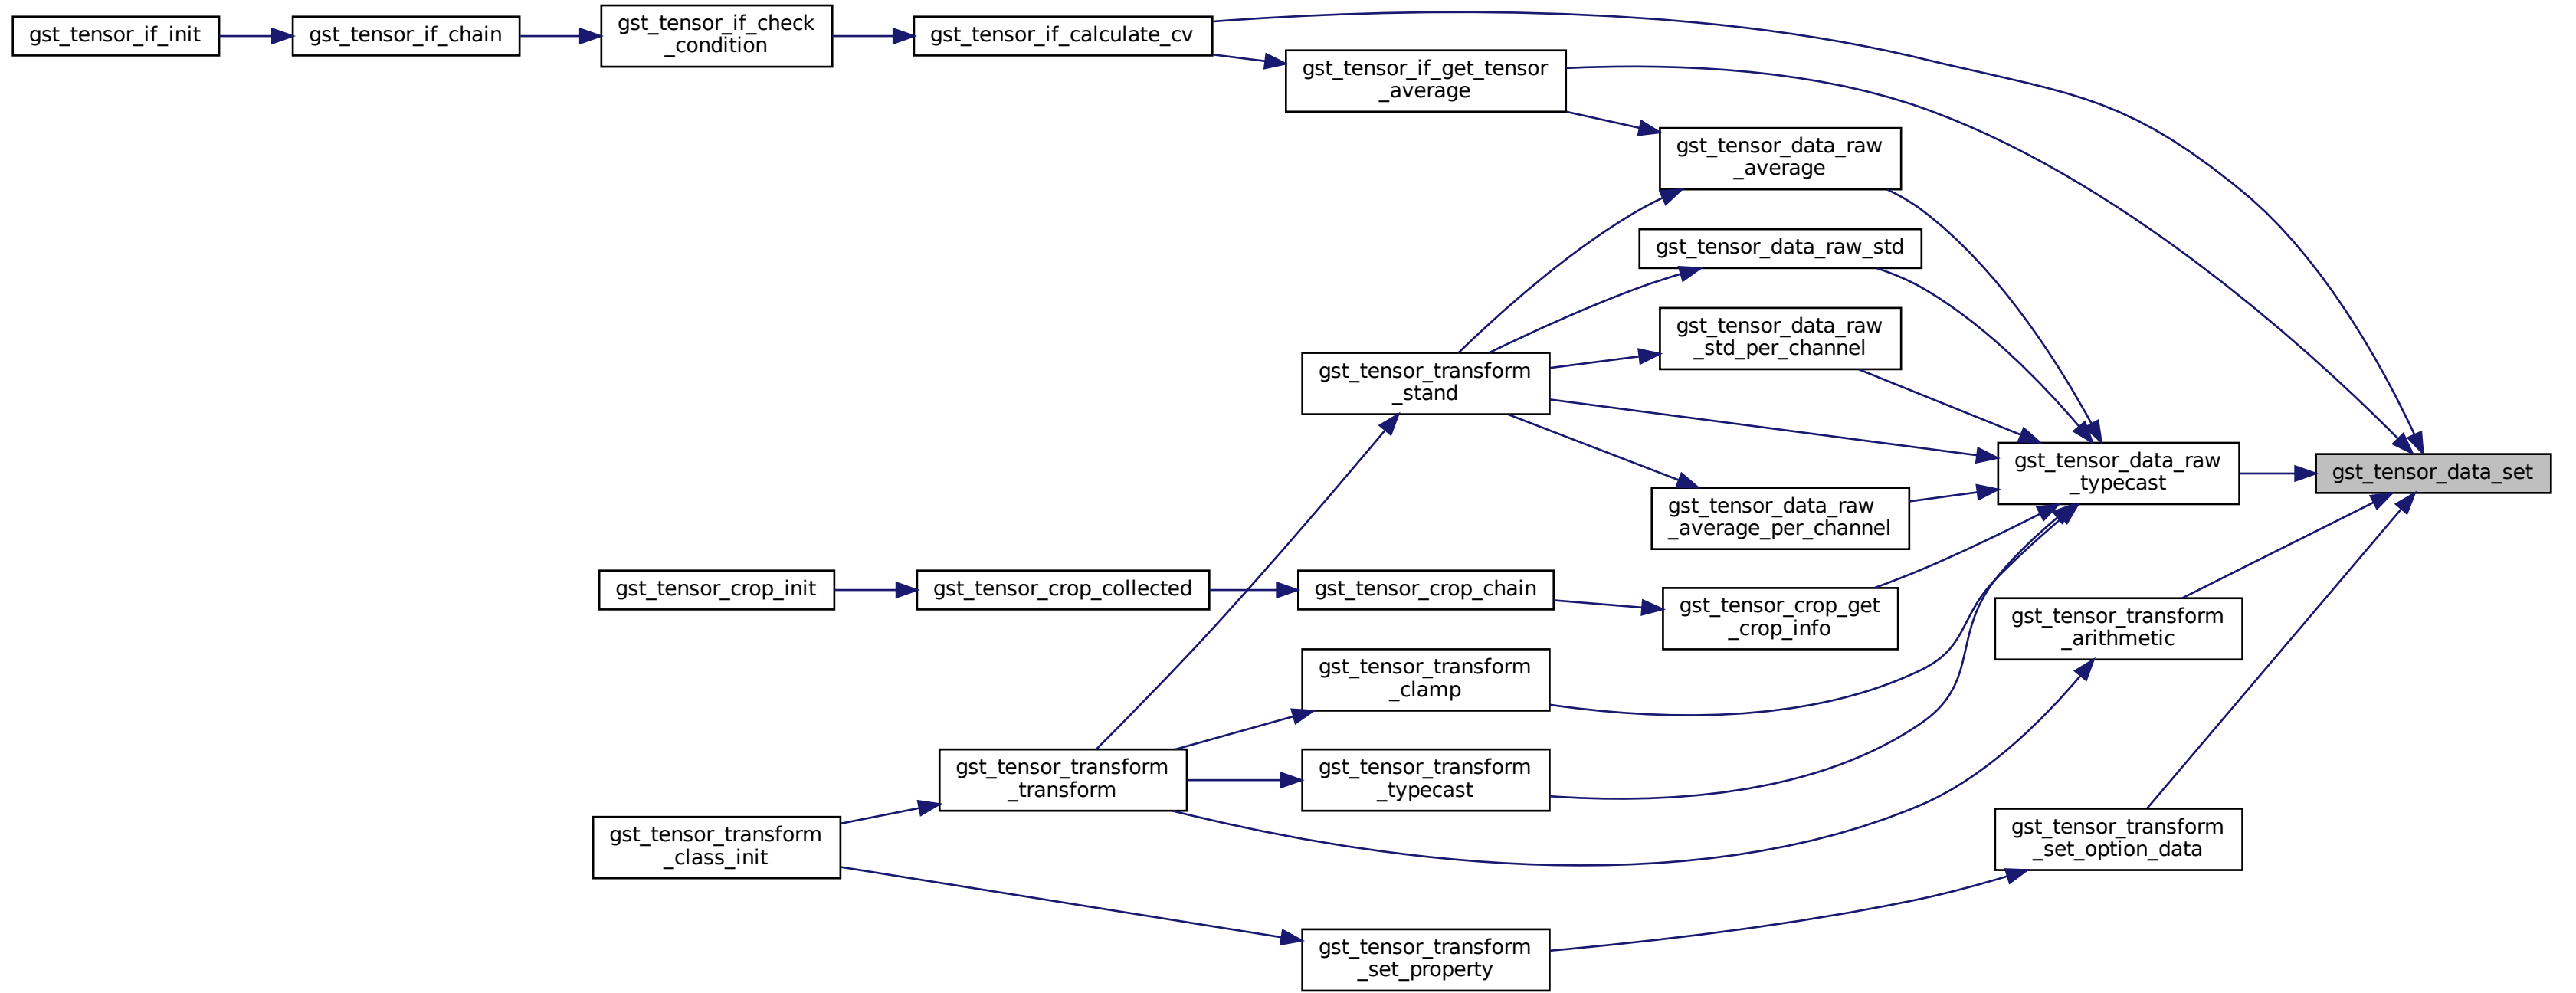 gst_tensor_if_init
gst_tensor_if_chain
gst_tensor_if_check
_condition
gst_tensor_if_calculate_cv
gst_tensor_if_get_tensor
_average
gst_tensor_data_raw
_average
gst_tensor_data_raw_std
gst_tensor_data_raw
_std_per_channel
gst_tensor_transform
_stand
gst_tensor_data_raw
_typecast
gst_tensor_data_set
gst_tensor_data_raw
_average_per_channel
gst_tensor_crop_init
gst_tensor_crop_collected
gst_tensor_crop_chain
gst_tensor_crop_get
_crop_info
gst_tensor_transform
_arithmetic
gst_tensor_transform
_clamp
gst_tensor_transform
_transform
gst_tensor_transform
_typecast
gst_tensor_transform
_class_init
gst_tensor_transform
_set_option_data
gst_tensor_transform
_set_property